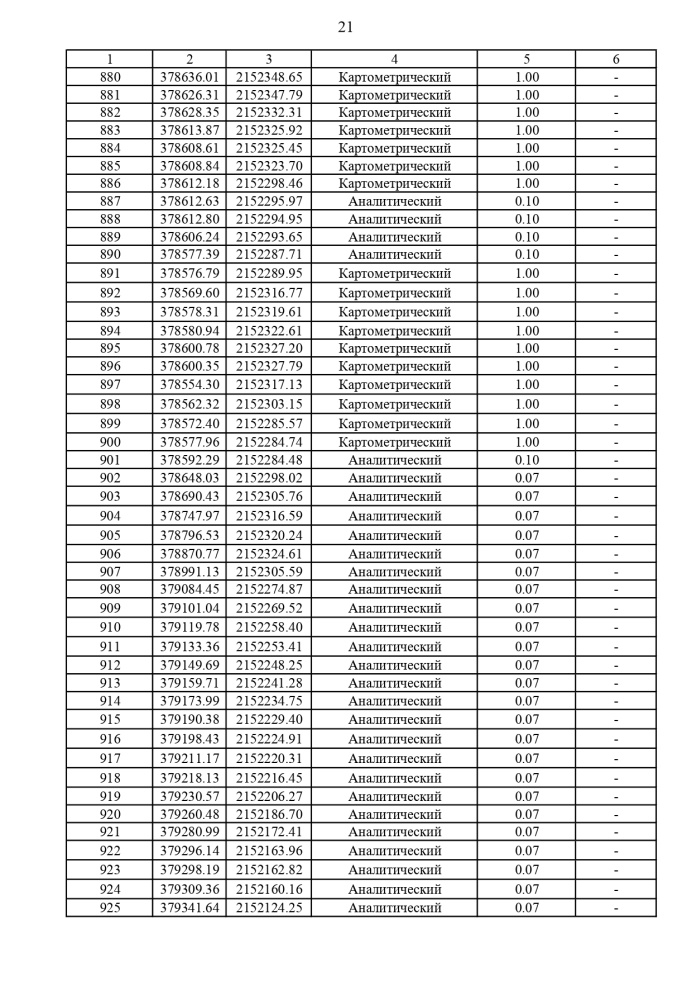 21
1 2 3 4 5 6
880 378636.01 2152348.65 Картометрический 1.00 -
881 378626.31 2152347.79 Картометрический 1.00 -
882 378628.35 2152332.31 Картометрический 1.00 -
883 378613.87 2152325.92 Картометрический 1.00 -
884 378608.61 2152325.45 Картометрический 1.00 -
885 378608.84 2152323.70 Картометрический 1.00 -
886 378612.18 2152298.46 Картометрический 1.00 -
887 378612.63 2152295.97 Аналитический 0.10 -
888 378612.80 2152294.95 Аналитический 0.10 -
889 378606.24 2152293.65 Аналитический 0.10 -
890 378577.39 2152287.71 Аналитический 0.10 -
891 378576.79 2152289.95 Картометрический 1.00 -
892 378569.60 2152316.77 Картометрический 1.00 -
893 378578.31 2152319.61 Картометрический 1.00 -
894 378580.94 2152322.61 Картометрический 1.00 -
895 378600.78 2152327.20 Картометрический 1.00 -
896 378600.35 2152327.79 Картометрический 1.00 -
897 378554.30 2152317.13 Картометрический 1.00 -
898 378562.32 2152303.15 Картометрический 1.00 -
899 378572.40 2152285.57 Картометрический 1.00 -
900 378577.96 2152284.74 Картометрический 1.00 -
901 378592.29 2152284.48 Аналитический 0.10 -
902 378648.03 2152298.02 Аналитический 0.07 -
903 378690.43 2152305.76 Аналитический 0.07 -
904 378747.97 2152316.59 Аналитический 0.07 -
905 378796.53 2152320.24 Аналитический 0.07 -
906 378870.77 2152324.61 Аналитический 0.07 -
907 378991.13 2152305.59 Аналитический 0.07 -
908 379084.45 2152274.87 Аналитический 0.07 -
909 379101.04 2152269.52 Аналитический 0.07 -
910 379119.78 2152258.40 Аналитический 0.07 -
911 379133.36 2152253.41 Аналитический 0.07 -
912 379149.69 2152248.25 Аналитический 0.07 -
913 379159.71 2152241.28 Аналитический 0.07 -
914 379173.99 2152234.75 Аналитический 0.07 -
915 379190.38 2152229.40 Аналитический 0.07 -
916 379198.43 2152224.91 Аналитический 0.07 -
917 379211.17 2152220.31 Аналитический 0.07 -
918 379218.13 2152216.45 Аналитический 0.07 -
919 379230.57 2152206.27 Аналитический 0.07 -
920 379260.48 2152186.70 Аналитический 0.07 -
921 379280.99 2152172.41 Аналитический 0.07 -
922 379296.14 2152163.96 Аналитический 0.07 -
923 379298.19 2152162.82 Аналитический 0.07 -
924 379309.36 2152160.16 Аналитический 0.07 -
925 379341.64 2152124.25 Аналитический 0.07 -